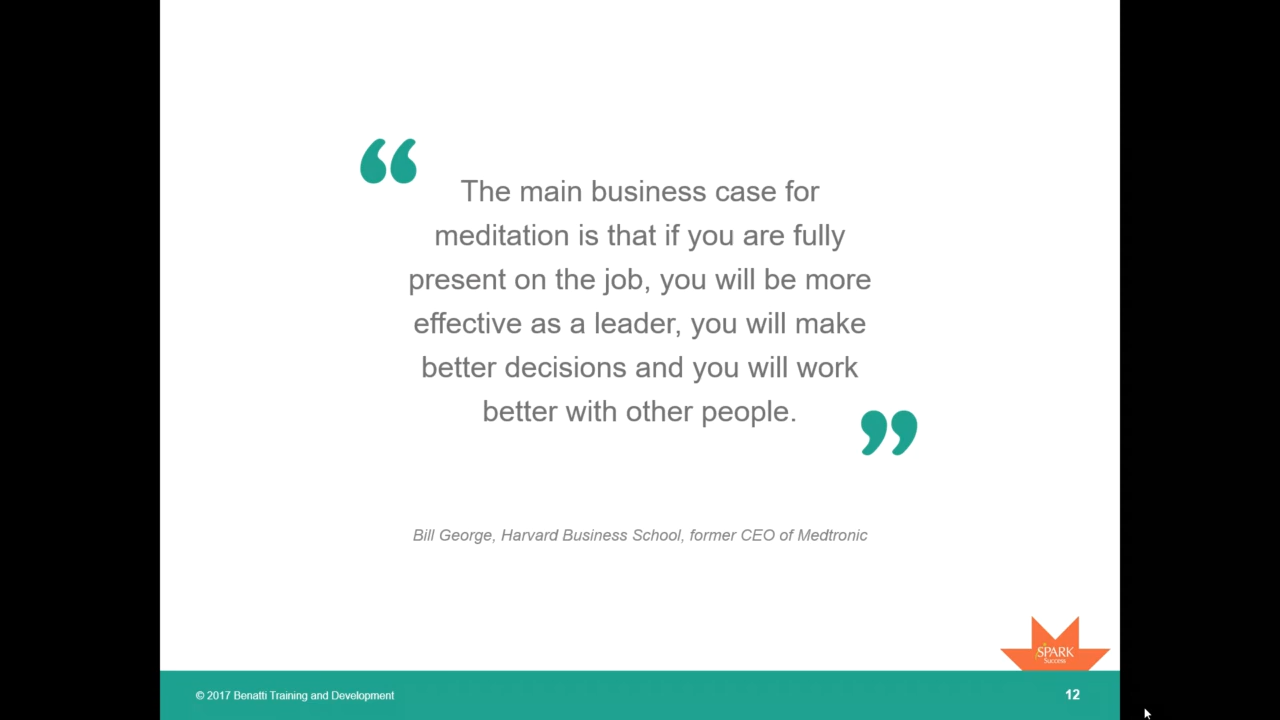 “
The main business case for
meditation is that if you are fully
present on the job, you will be more
effective as a leader, you will make
better decisions and you will work
better with other people.
”
Bill George, Harvard Business School, former CEO of Medtronic
SPARK
Success
© 2017 Benatti Training and Development
12